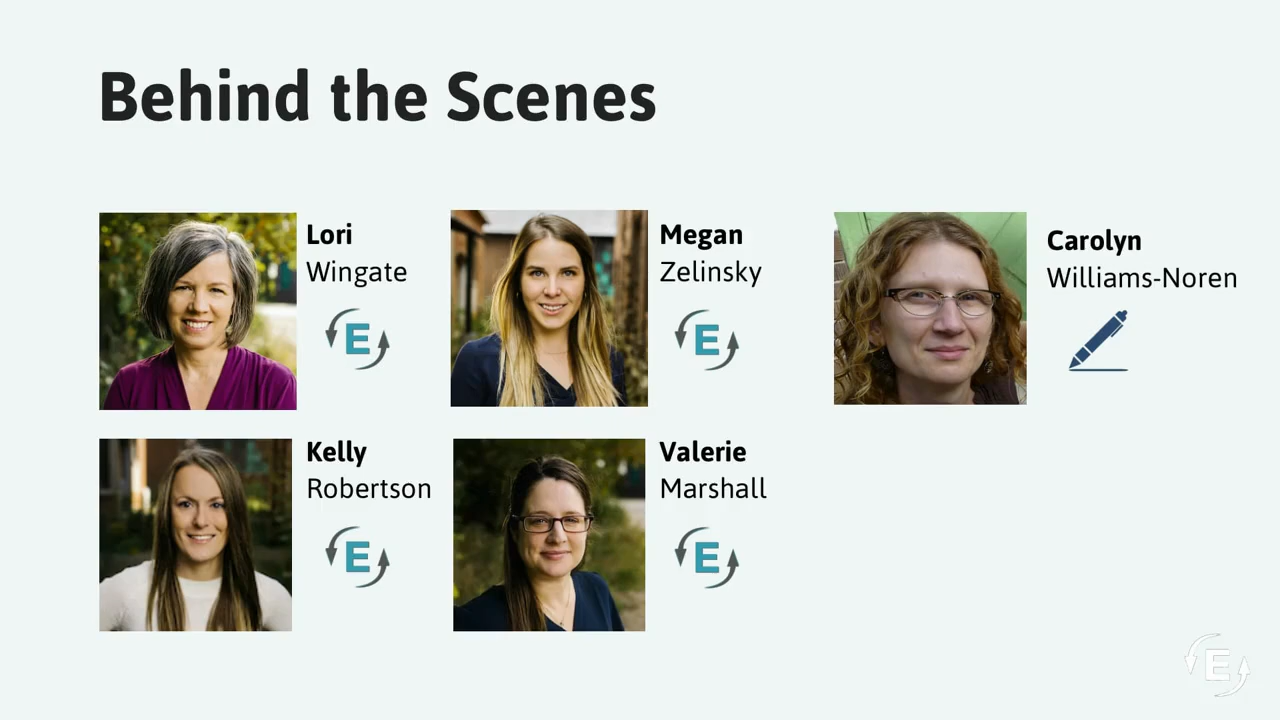 Behind the Scenes
Lori
Wingate
E
Megan
Zelinsky
E
Carolyn
Williams-Noren
Kelly
Robertson
E
Valerie
Marshall
E
E